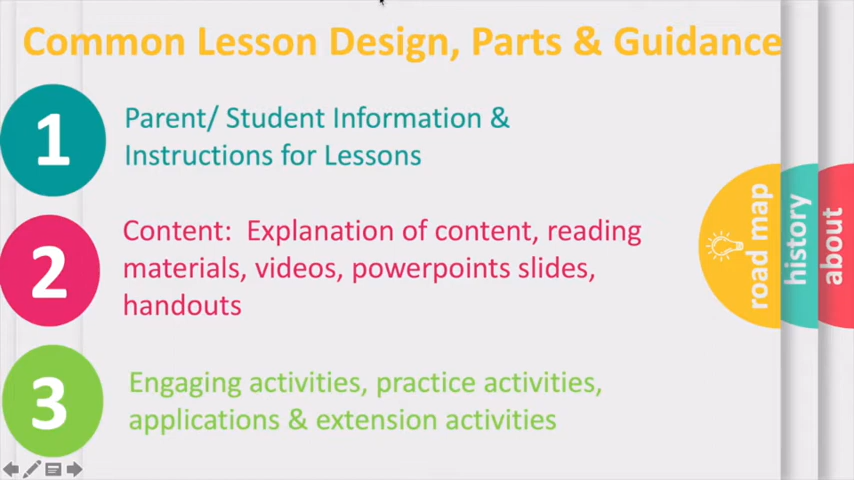 Common Lesson Design, Parts & Guidance
1
Parent/ Student Information &
Instructions for Lessons
2
Content:  Explanation of content, reading
materials, videos, powerpoints slides,
handouts
3
Engaging activities, practice activities,
applications & extension activities
road map
history
about